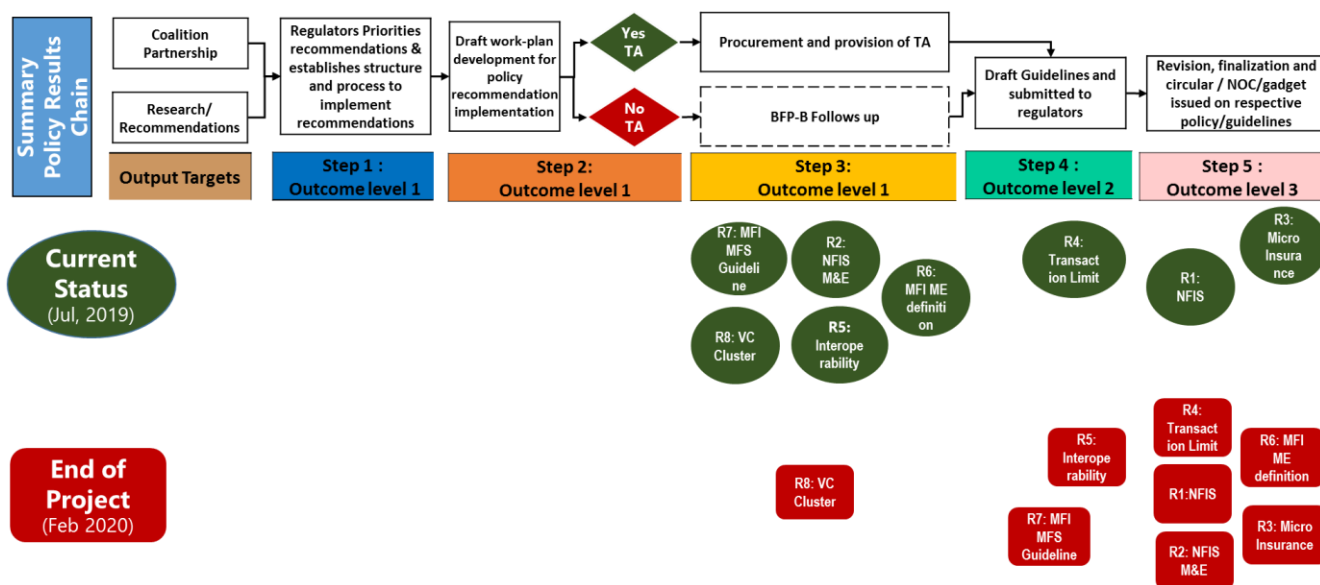 Summary
Policy Results
Chain
Coalition
Partnership
Research/
Recommendations
Regulators Priorities
recommendations &
establishes structure
and process to
implement
recommendations
Draft work-plan
development for
policy
recommendation
implementation
Yes
TA
No
TA
Procurement and provision of TA
BFP-B Follows up
Draft Guidelines and
submitted to
regulators
Revision, finalization and
circular / NOC/gadget
issued on respective
policy/guidelines
Output Targets
Step 1 :
Outcome level 1
Step 2:
Outcome level 1
Step 3:
Outcome level 1
Step 4 :
Outcome level 2
Step 5 :
Outcome level 3
Current
Status
(Jul, 2019)
R7: MFI
MFS
Guideli
ne
R2:
NFIS
M&E
R6:
MFI ME
definiti
on
R8: VC
Cluster
R5:
Interope
rability
R4:
Transact
ion Limit
R1:
NFIS
R3:
Micro
Insura
nce
End of
Project
(Feb 2020)
R8: VC
Cluster
R5:
Interope
rability
R7: MFI
MFS
Guideline
R4:
Transact
ion Limit
R1:NFIS
R2: NFIS
M&E
R6: MFI
ME
definition
R3: Micro
Insurance